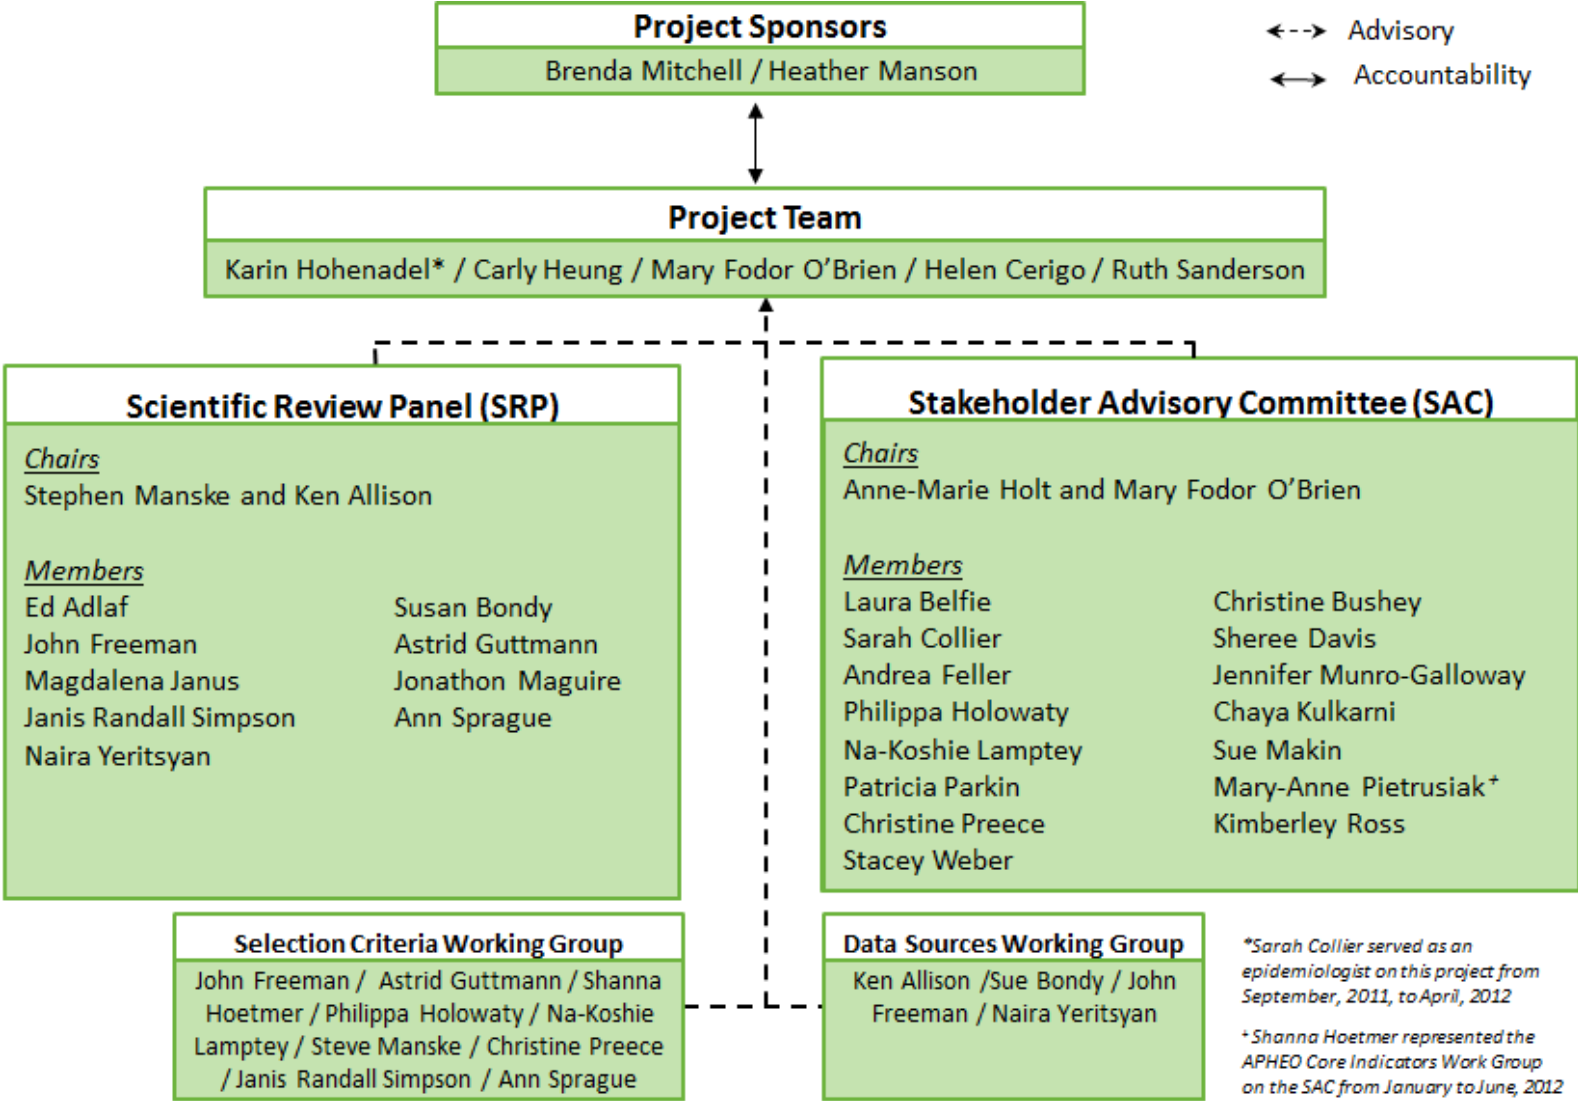 Project Sponsors
Brenda Mitchell / Heather Manson
Advisory
Accountability
Project Team
Karin Hohenadel* / Carly Heung / Mary Fodor O’Brien / Helen Cerigo / Ruth Sanderson
Scientific Review Panel (SRP)
Chairs
Stephen Manske and Ken Allison
Members
Ed Adlaf
Susan Bondy
John Freeman
Astrid Guttmann
Magdalena Janus
Jonathon Maguire
Janis Randall Simpson
Ann Sprague
Naira Yeritsyan
Stakeholder Advisory Committee (SAC)
Chairs
Anne-Marie Holt and Mary Fodor O’Brien
Members
Laura Belfie
Christine Bushey
Sarah Collier
Sheree Davis
Andrea Feller
Jennifer Munro-Galloway
Philippa Holowaty
Chaya Kulkarni
Na-Koshie Lamptey
Sue Makin
Patricia Parkin
Mary-Anne Pietrusiak⁺
Christine Preece
Kimberley Ross
Stacey Weber
Selection Criteria Working Group
John Freeman / Astrid Guttmann / Shanna
Hoetmer / Philippa Holowaty / Na-Koshie
Lamptey / Steve Manske / Christine Preece
/ Janis Randall Simpson / Ann Sprague
Data Sources Working Group
Ken Allison /Sue Bondy / John
Freeman / Naira Yeritsyan
*Sarah Collier served as an
epidemiologist on this project from
September, 2011, to April, 2012
⁺ Shanna Hoetmer represented the
APHEO Core Indicators Work Group
on the SAC from January to June, 2012